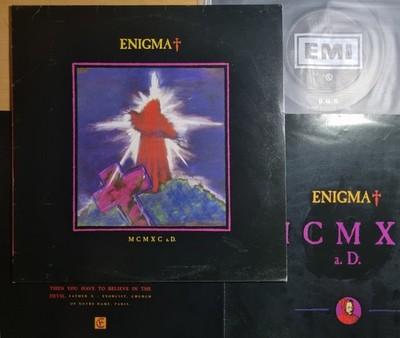 ENIGMA†
MCMXC a.D.
THEN YOU HAVE TO BELIEVE IN THE
DEVIL. FATHER X - EXORCIST, CHURCH
OF NOTRE DAME, PARIS.
EMI
ENIGMA†
MCMX
a. D.